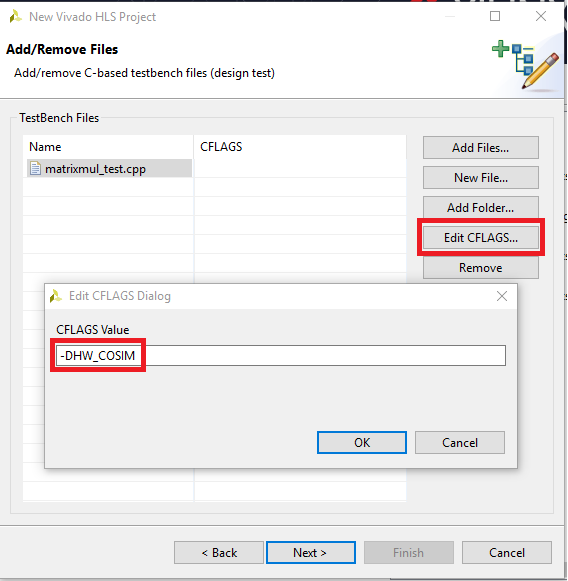 New Vivado HLS Project
Add/Remove Files
Add/remove C-based testbench files (design test)
TestBench Files
Name CFLAGS
matrixmul_test.cpp
Add Files...
New File...
Add Folder...
Edit CFLAGS...
Remove
Edit CFLAGS Dialog
CFLAGS Value
-DHW_COSIM
OK Cancel
< Back Next > Finish Cancel